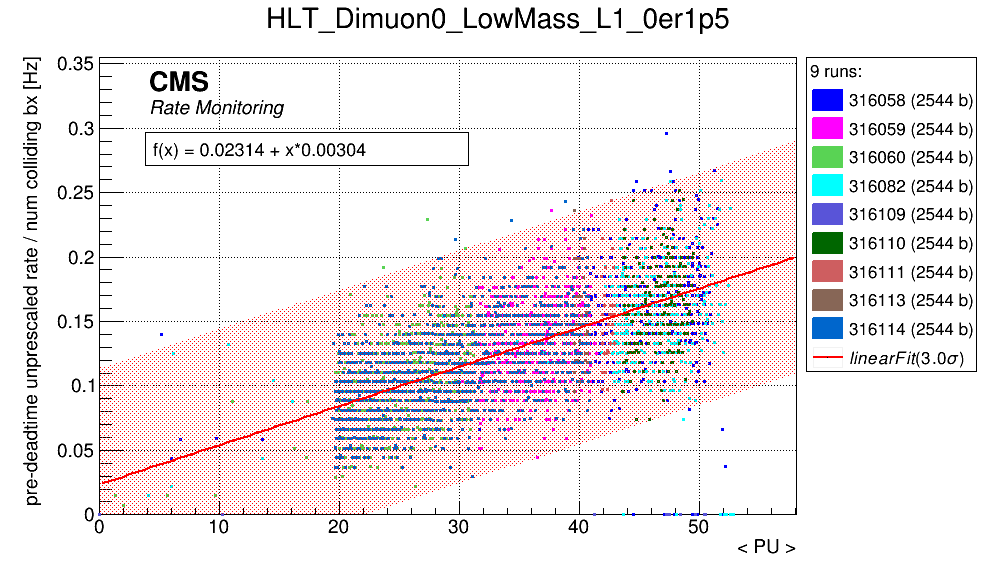 HLT_Dimuon0_LowMass_L1_0er1p5
pre-deadtime unprescaled rate / num colliding bx [Hz]
0.35
0.3
0.25
0.2
0.15
0.1
0.05
0
CMS
Rate Monitoring
f(x) = 0.02314 + x*0.00304
0 10 20 30 40 50
< PU >
9 runs:
316058 (2544 b)
316059 (2544 b)
316060 (2544 b)
316082 (2544 b)
316109 (2544 b)
316110 (2544 b)
316111 (2544 b)
316113 (2544 b)
316114 (2544 b)
linearFit(3.0σ)